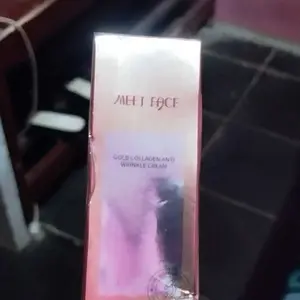 MEET FACE
GOLD COLLAGEN ANTI
WRINKLE CREAM